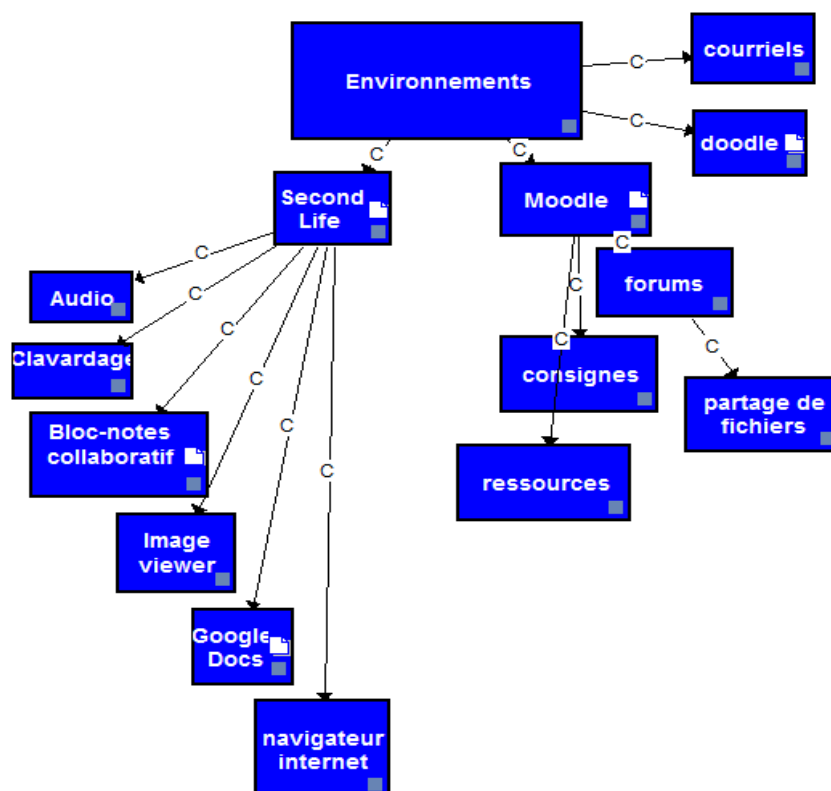 Environnements
courriels
C
doodle
C
C
C
Second
Life
Moodle
C
C
Audio
forums
C
C
Clavardage
C
C
C
consignes
C
partage de
fichiers
Bloc-notes
collaboratif
C
C
ressources
Image
viewer
Google
Docs
navigateur
internet